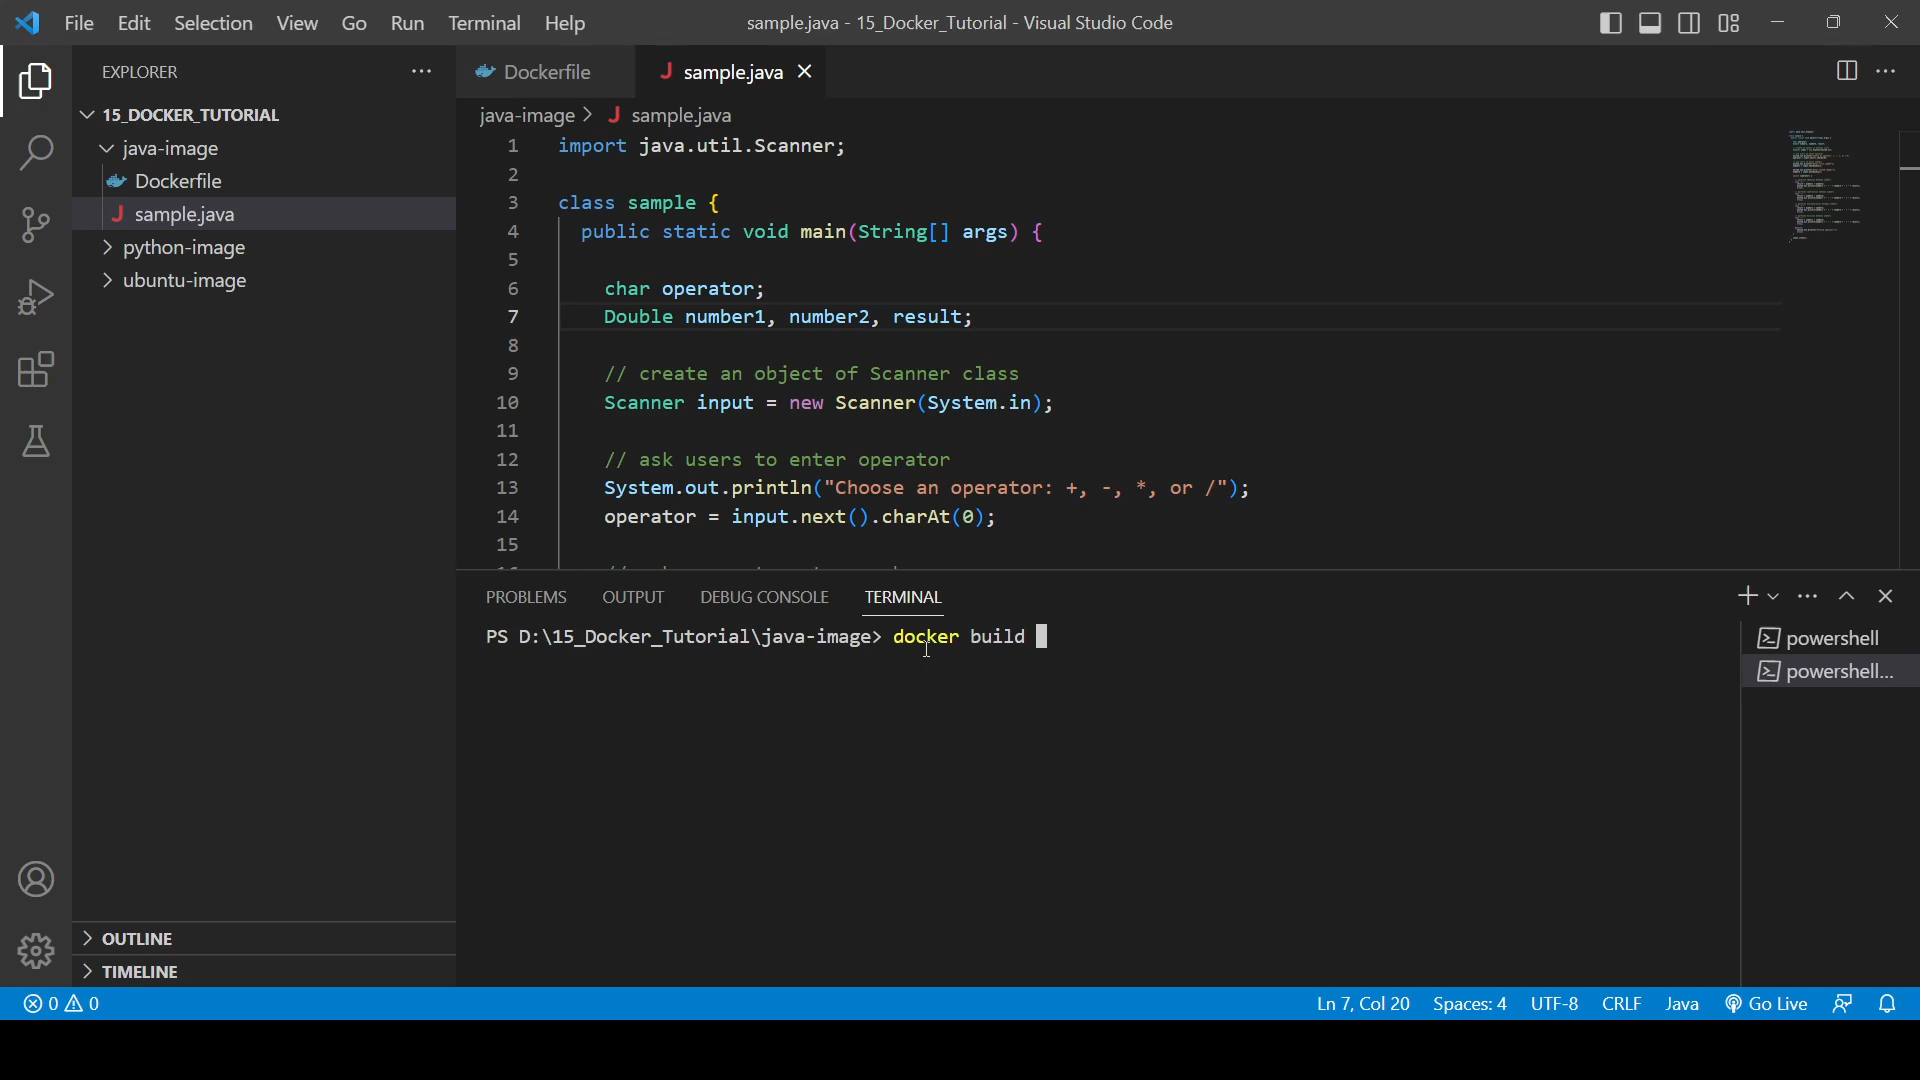 File Edit Selection View Go Run Terminal Help
sample.java - 15_Docker_Tutorial - Visual Studio Code
EXPLORER
15_DOCKER_TUTORIAL
java-image
Dockerfile
sample.java
python-image
ubuntu-image
OUTLINE
TIMELINE
Dockerfile
sample.java
java-image > sample.java
1 import java.util.Scanner;
2
3 class sample {
4 public static void main(String[] args) {
5
6 char operator;
7 Double number1, number2, result;
8
9 // create an object of Scanner class
10 Scanner input = new Scanner(System.in);
11
12 // ask users to enter operator
13 System.out.println("Choose an operator: +, -, *, or /");
14 operator = input.next().charAt(0);
15
PROBLEMS OUTPUT DEBUG CONSOLE TERMINAL
PS D:\15_Docker_Tutorial\java-image> docker build
powershell
powershell...
0 0
Ln 7, Col 20 Spaces: 4 UTF-8 CRLF Java Go Live